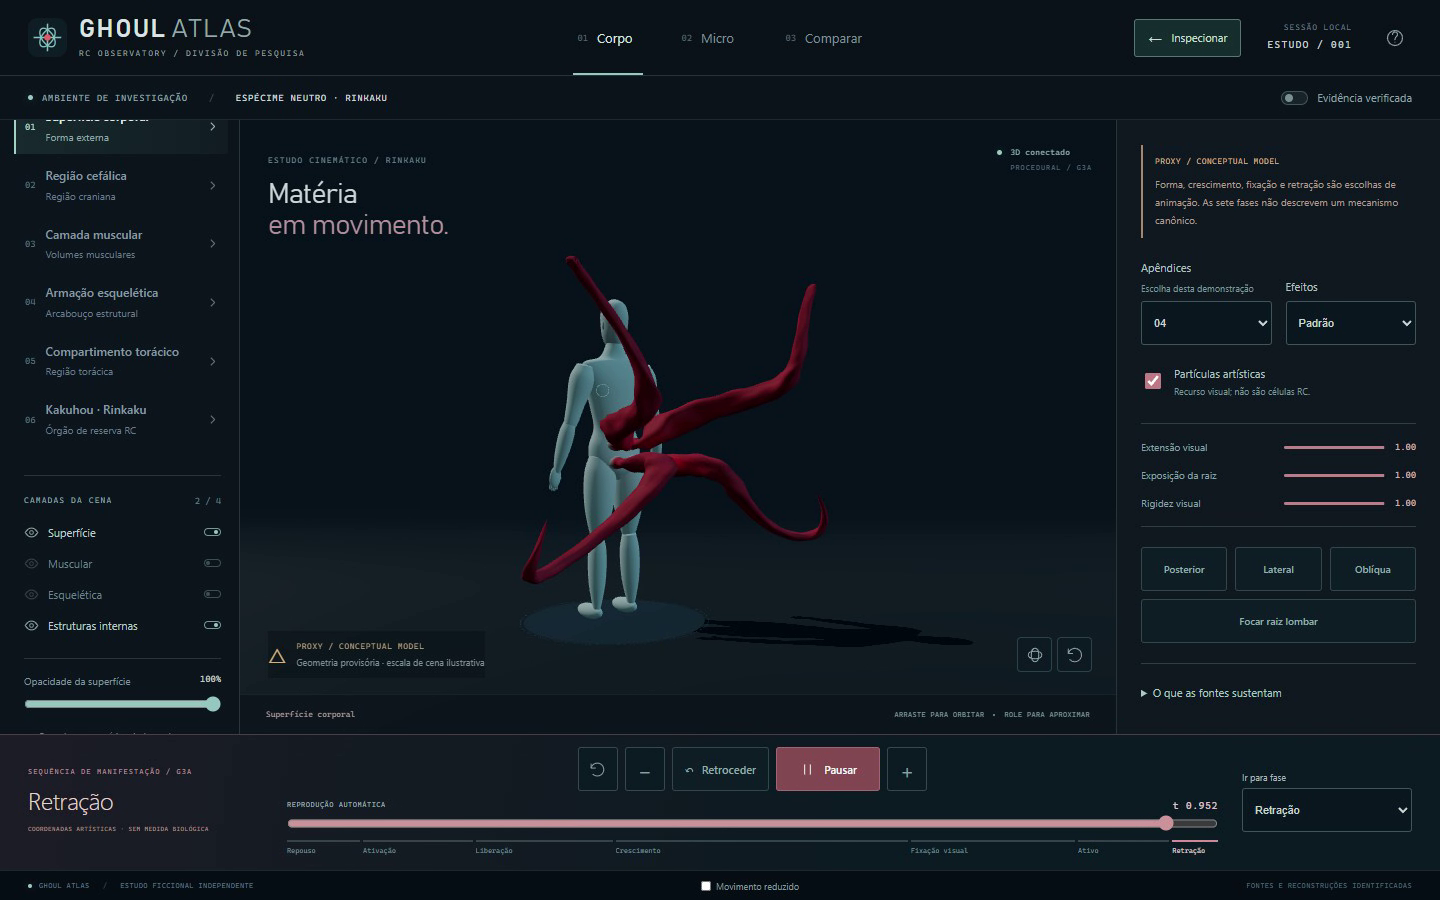 GHOUL ATLAS
RC OBSERVATORY / DIVISÃO DE PESQUISA
01 Corpo
02 Micro
03 Comparar
← Inspecionar
SESSÃO LOCAL
ESTUDO / 001
AMBIENTE DE INVESTIGAÇÃO / ESPÉCIME NEUTRO · RINKAKU
Evidência verificada
01
Forma externa
02 Região cefálica
Região craniana
03 Camada muscular
Volumes musculares
04 Armação esquelética
Arcabouço estrutural
05 Compartimento torácico
Região torácica
06 Kakuhou · Rinkaku
Órgão de reserva RC
CAMADAS DA CENA 2 / 4
Superfície
Muscular
Esquelética
Estruturas internas
Opacidade da superfície 100%
ESTUDO CINEMÁTICO / RINKAKU
Matéria
em movimento.
3D conectado
PROCEDURAL / G3A
PROXY / CONCEPTUAL MODEL
Geometria provisória · escala de cena ilustrativa
Superfície corporal
ARRASTE PARA ORBITAR • ROLE PARA APROXIMAR
PROXY / CONCEPTUAL MODEL
Forma, crescimento, fixação e retração são escolhas de
animação. As sete fases não descrevem um mecanismo
canônico.
Apêndices
Escolha desta demonstração
04
Efeitos
Padrão
Partículas artísticas
Recurso visual; não são células RC.
Extensão visual 1.00
Exposição da raiz 1.00
Rigidez visual 1.00
Posterior
Lateral
Oblíqua
Focar raiz lombar
O que as fontes sustentam
SEQUÊNCIA DE MANIFESTAÇÃO / G3A
Retração
COORDENADAS ARTÍSTICAS · SEM MEDIDA BIOLÓGICA
−
Retroceder
Pausar
+
REPRODUÇÃO AUTOMÁTICA
t 0.952
Repouso
Ativação
Liberação
Crescimento
Fixação visual
Ativo
Retração
Ir para fase
Retração
GHOUL ATLAS / ESTUDO FICCIONAL INDEPENDENTE
Movimento reduzido
FONTES E RECONSTRUÇÕES IDENTIFICADAS